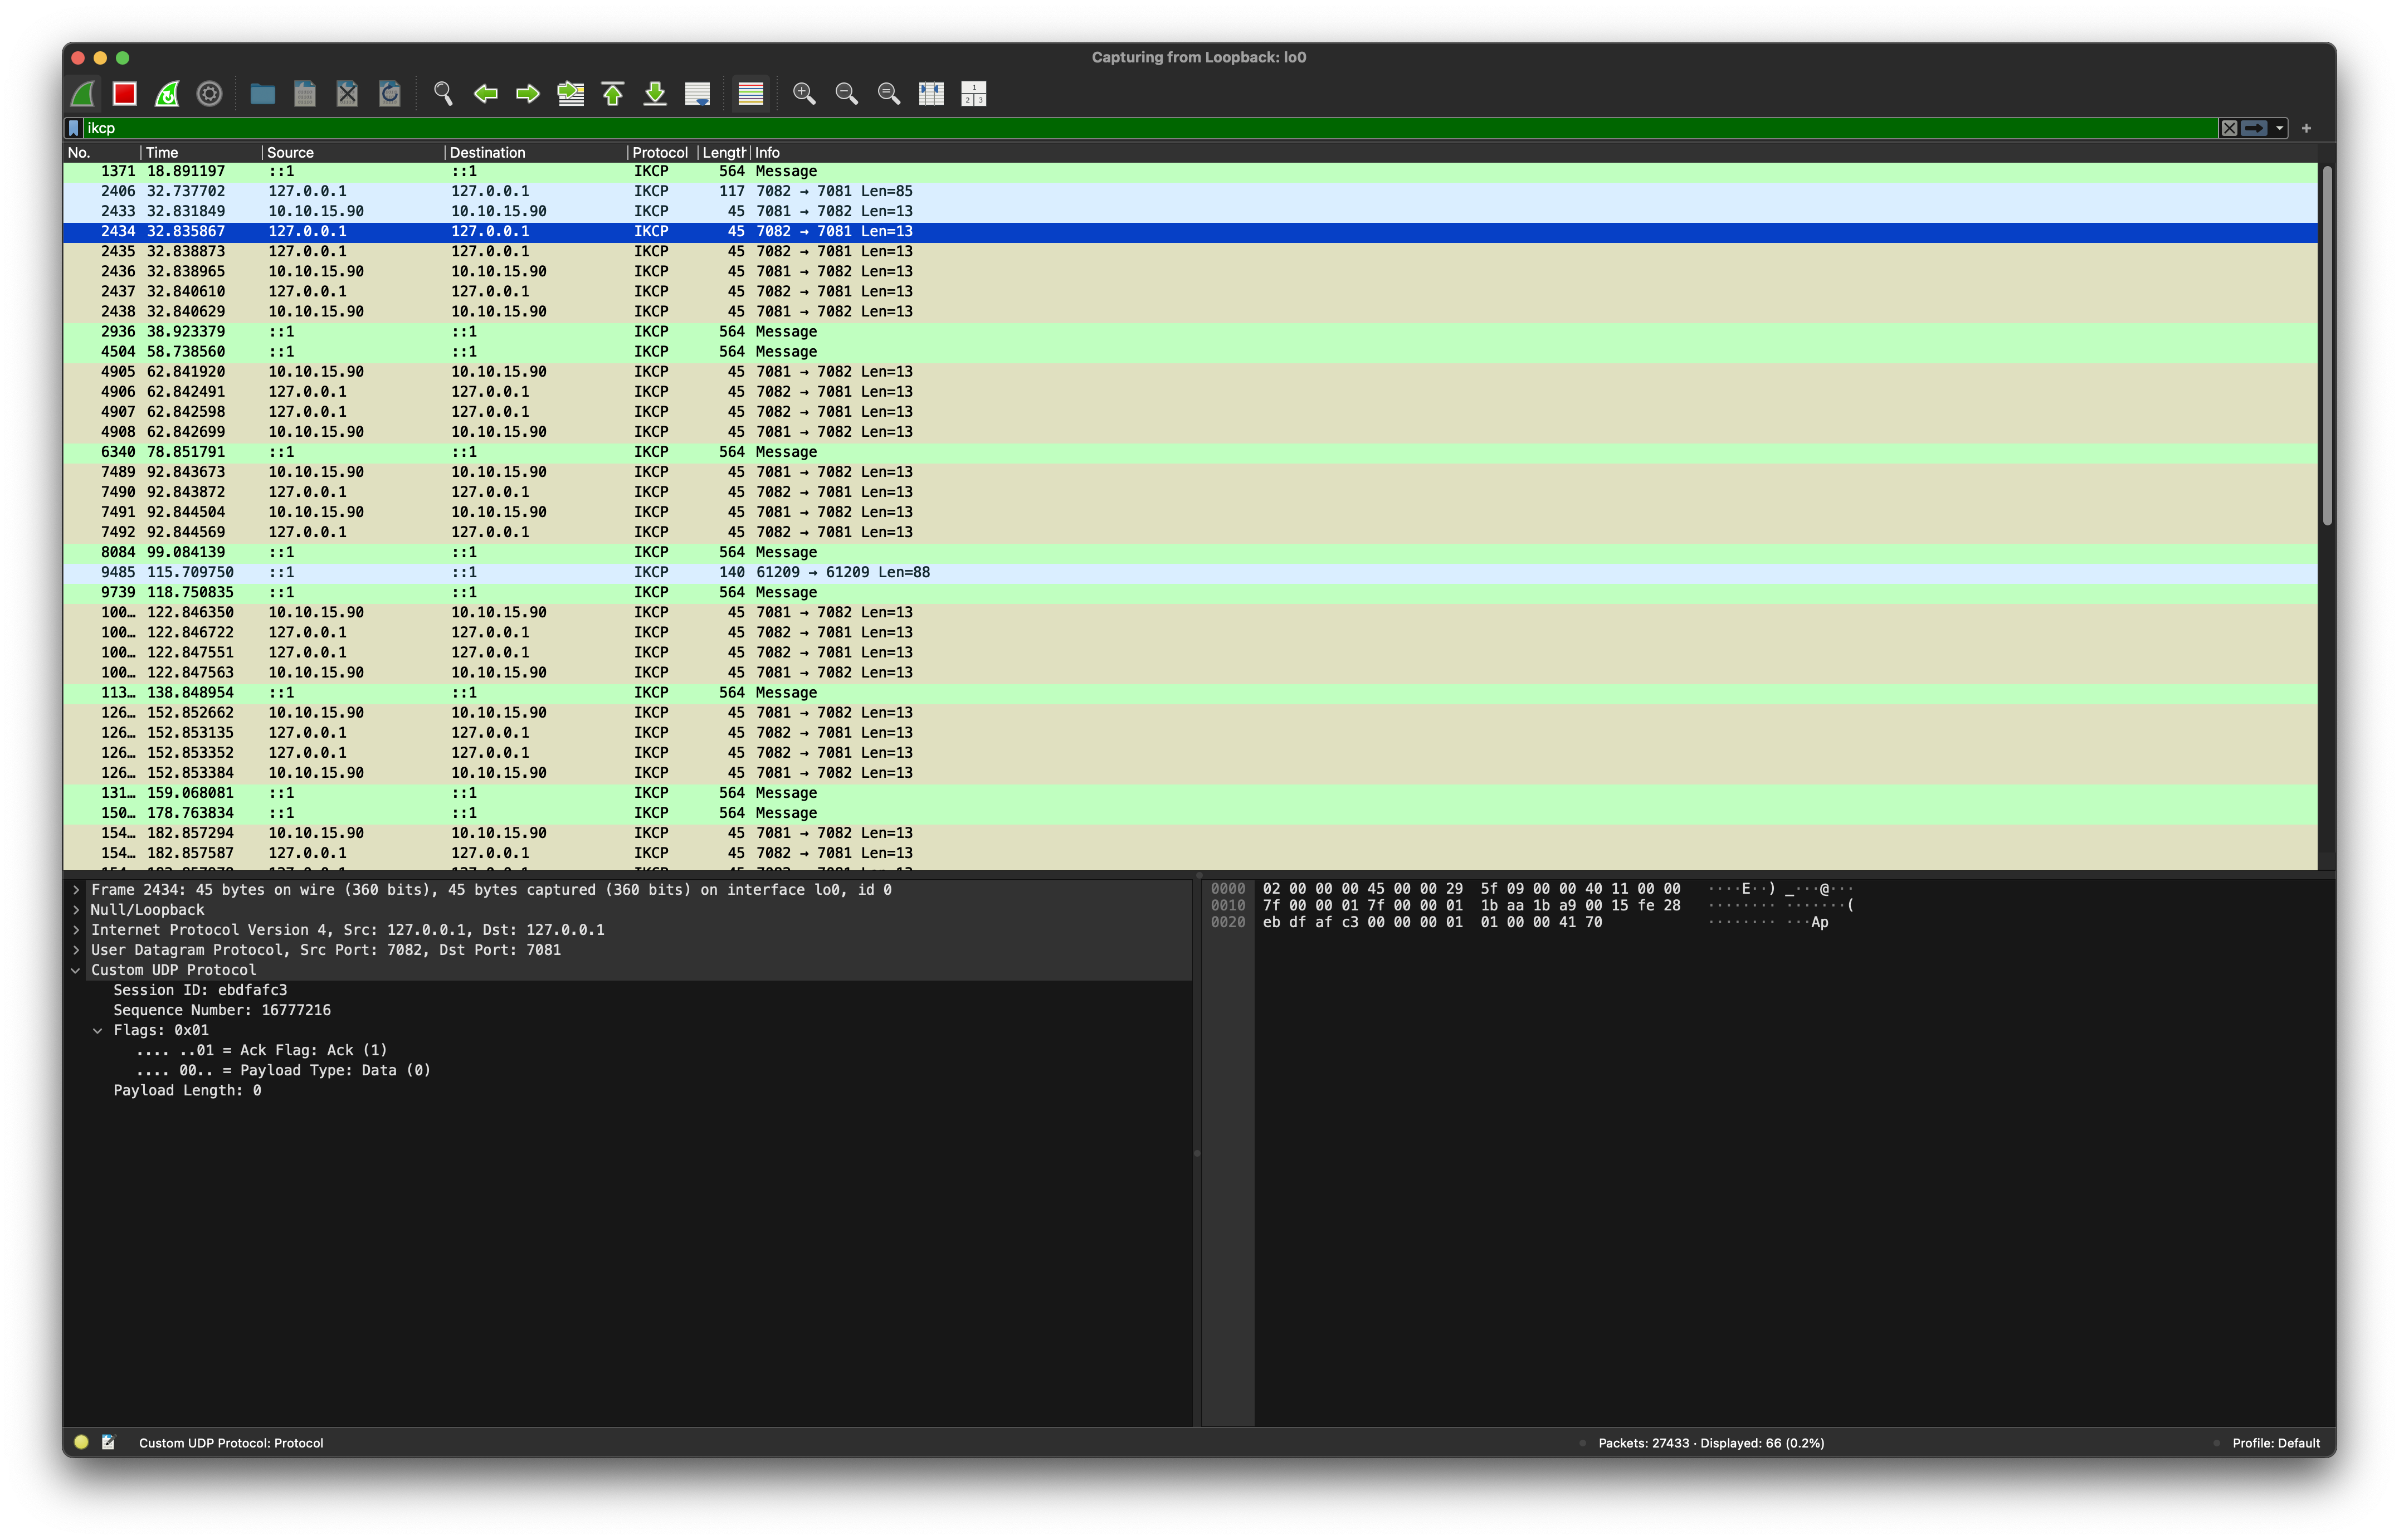 Capturing from Loopback: lo0
ikcp
No. Time Source Destination Protocol Length Info
1371 18.891197 ::1 ::1 IKCP 564 Message
2406 32.737702 127.0.0.1 127.0.0.1 IKCP 117 7082 → 7081 Len=85
2433 32.831849 10.10.15.90 10.10.15.90 IKCP 45 7081 → 7082 Len=13
2434 32.835867 127.0.0.1 127.0.0.1 IKCP 45 7082 → 7081 Len=13
2435 32.838873 127.0.0.1 127.0.0.1 IKCP 45 7082 → 7081 Len=13
2436 32.838965 10.10.15.90 10.10.15.90 IKCP 45 7081 → 7082 Len=13
2437 32.840610 127.0.0.1 127.0.0.1 IKCP 45 7082 → 7081 Len=13
2438 32.840629 10.10.15.90 10.10.15.90 IKCP 45 7081 → 7082 Len=13
2936 38.923379 ::1 ::1 IKCP 564 Message
4504 58.738560 ::1 ::1 IKCP 564 Message
4905 62.841920 10.10.15.90 10.10.15.90 IKCP 45 7081 → 7082 Len=13
4906 62.842491 127.0.0.1 127.0.0.1 IKCP 45 7082 → 7081 Len=13
4907 62.842598 127.0.0.1 127.0.0.1 IKCP 45 7082 → 7081 Len=13
4908 62.842699 10.10.15.90 10.10.15.90 IKCP 45 7081 → 7082 Len=13
6340 78.851791 ::1 ::1 IKCP 564 Message
7489 92.843673 10.10.15.90 10.10.15.90 IKCP 45 7081 → 7082 Len=13
7490 92.843872 127.0.0.1 127.0.0.1 IKCP 45 7082 → 7081 Len=13
7491 92.844504 10.10.15.90 10.10.15.90 IKCP 45 7081 → 7082 Len=13
7492 92.844569 127.0.0.1 127.0.0.1 IKCP 45 7082 → 7081 Len=13
8084 99.084139 ::1 ::1 IKCP 564 Message
9485 115.709750 ::1 ::1 IKCP 140 61209 → 61209 Len=88
9739 118.750835 ::1 ::1 IKCP 564 Message
100… 122.846350 10.10.15.90 10.10.15.90 IKCP 45 7081 → 7082 Len=13
100… 122.846722 127.0.0.1 127.0.0.1 IKCP 45 7082 → 7081 Len=13
100… 122.847551 127.0.0.1 127.0.0.1 IKCP 45 7082 → 7081 Len=13
100… 122.847563 10.10.15.90 10.10.15.90 IKCP 45 7081 → 7082 Len=13
113… 138.848954 ::1 ::1 IKCP 564 Message
126… 152.852662 10.10.15.90 10.10.15.90 IKCP 45 7081 → 7082 Len=13
126… 152.853135 127.0.0.1 127.0.0.1 IKCP 45 7082 → 7081 Len=13
126… 152.853352 127.0.0.1 127.0.0.1 IKCP 45 7082 → 7081 Len=13
126… 152.853384 10.10.15.90 10.10.15.90 IKCP 45 7081 → 7082 Len=13
131… 159.068081 ::1 ::1 IKCP 564 Message
150… 178.763834 ::1 ::1 IKCP 564 Message
154… 182.857294 10.10.15.90 10.10.15.90 IKCP 45 7081 → 7082 Len=13
154… 182.857587 127.0.0.1 127.0.0.1 IKCP 45 7082 → 7081 Len=13
Frame 2434: 45 bytes on wire (360 bits), 45 bytes captured (360 bits) on interface lo0, id 0
Null/Loopback
Internet Protocol Version 4, Src: 127.0.0.1, Dst: 127.0.0.1
User Datagram Protocol, Src Port: 7082, Dst Port: 7081
Custom UDP Protocol
Session ID: ebdfafc3
Sequence Number: 16777216
Flags: 0x01
.... ..01 = Ack Flag: Ack (1)
.... 00.. = Payload Type: Data (0)
Payload Length: 0
0000 02 00 00 00 45 00 00 29 5f 09 00 00 40 11 00 00 ····E··) _···@···
0010 7f 00 00 01 7f 00 00 01 1b aa 1b a9 00 15 fe 28 ········ ·······(
0020 eb df af c3 00 00 00 01 01 00 00 41 70 ········ ···Ap
Custom UDP Protocol: Protocol
Packets: 27433 · Displayed: 66 (0.2%)
Profile: Default